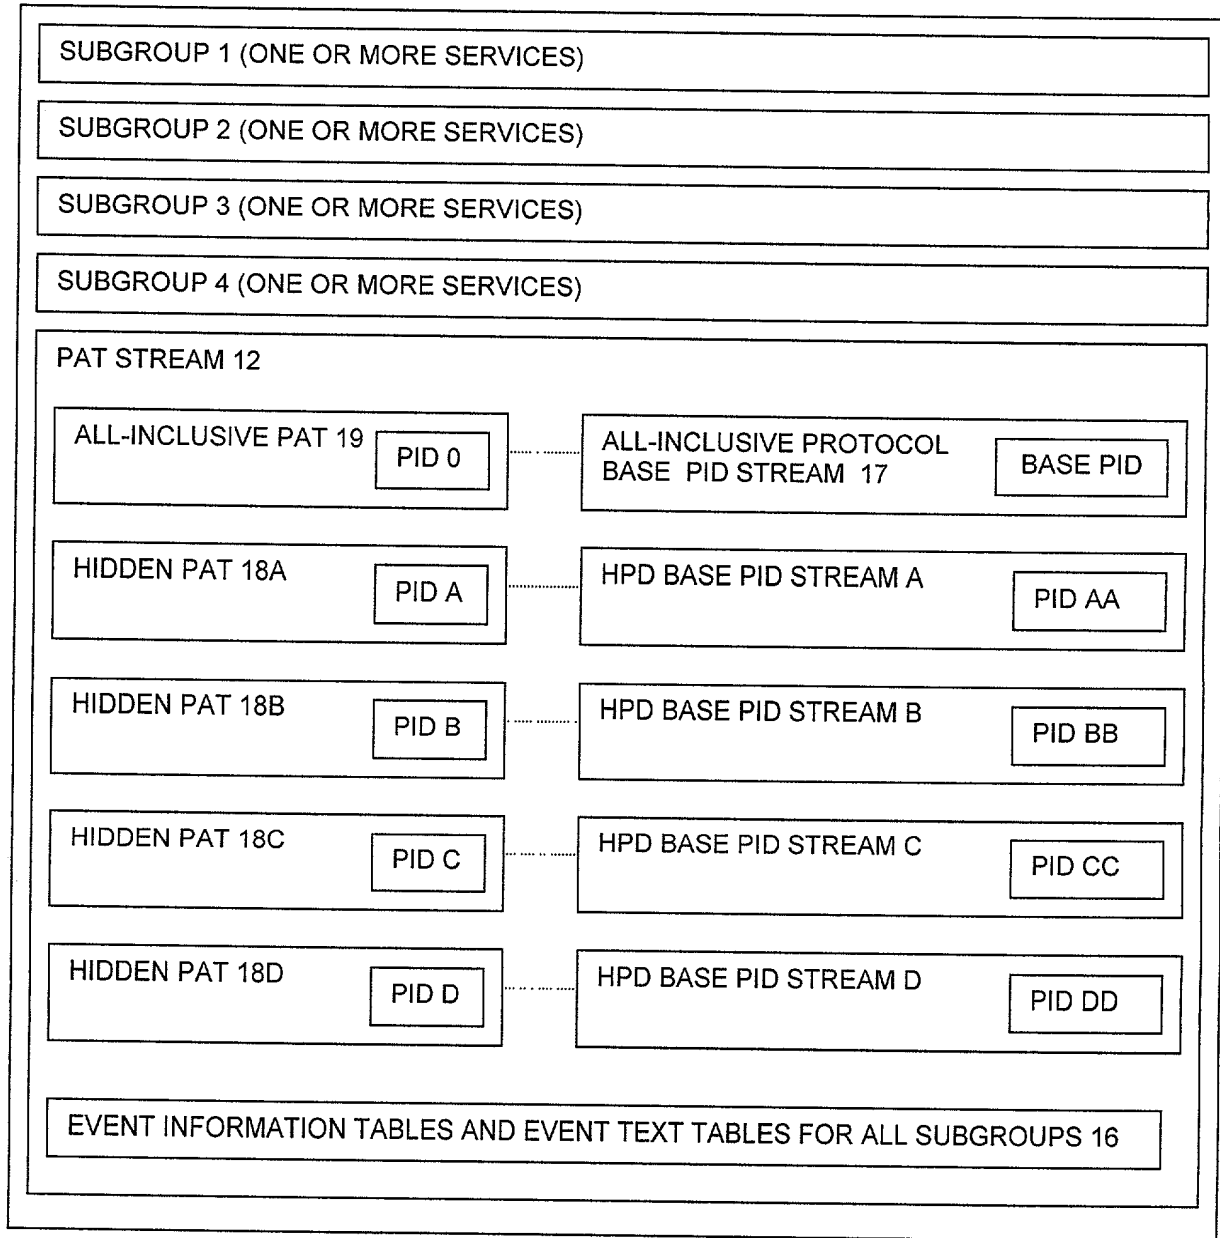 SUBGROUP 1 (ONE OR MORE SERVICES)
SUBGROUP 2 (ONE OR MORE SERVICES)
SUBGROUP 3 (ONE OR MORE SERVICES)
SUBGROUP 4 (ONE OR MORE SERVICES)
PAT STREAM 12
ALL-INCLUSIVE PAT 19
PID 0
ALL-INCLUSIVE PROTOCOL
BASE PID STREAM 17
BASE PID
HIDDEN PAT 18A
PID A
HPD BASE PID STREAM A
PID AA
HIDDEN PAT 18B
PID B
HPD BASE PID STREAM B
PID BB
HIDDEN PAT 18C
PID C
HPD BASE PID STREAM C
PID CC
HIDDEN PAT 18D
PID D
HPD BASE PID STREAM D
PID DD
EVENT INFORMATION TABLES AND EVENT TEXT TABLES FOR ALL SUBGROUPS 16